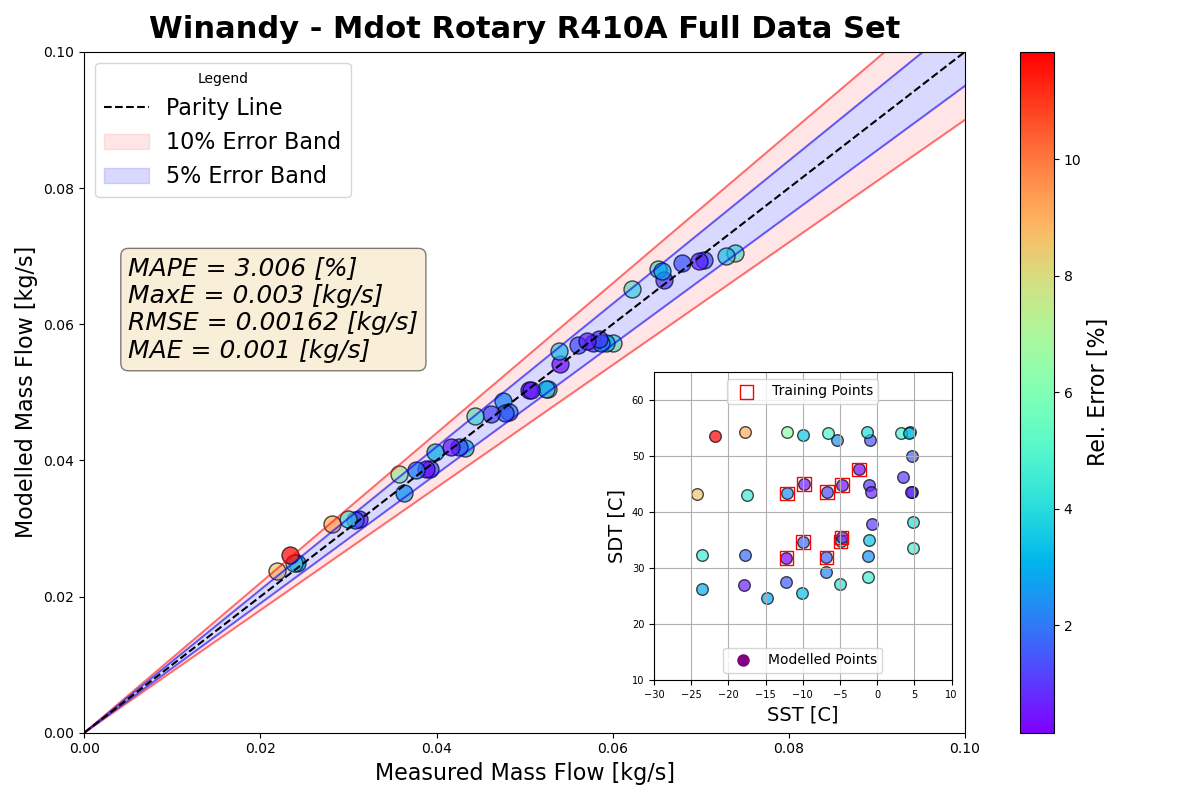 Winandy - Mdot Rotary R410A Full Data Set
Legend
Parity Line
10% Error Band
5% Error Band
MAPE = 3.006 [%]
MaxE = 0.003 [kg/s]
RMSE = 0.00162 [kg/s]
MAE = 0.001 [kg/s]
Modelled Mass Flow [kg/s]
0.10
0.08
0.06
0.04
0.02
0.00
0.00 0.02 0.04 0.06 0.08 0.10
Measured Mass Flow [kg/s]
Training Points
Modelled Points
SDT [C]
60
50
40
30
20
10
−30 −25 −20 −15 −10 −5 0 5 10
SST [C]
10
8
6
4
2
Rel. Error [%]